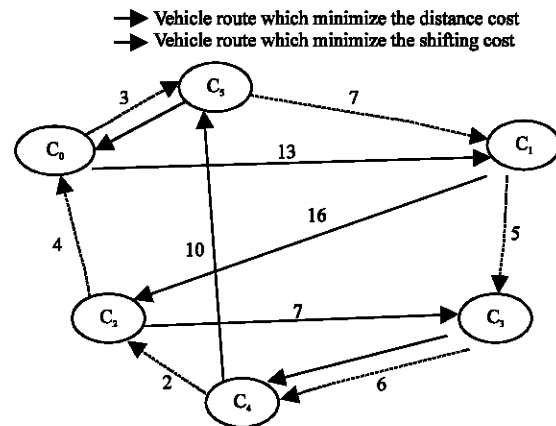 Vehicle route which minimize the distance cost
Vehicle route which minimize the shifting cost
3
C5
7
C0
13
C1
4
10
16
5
C2
7
C3
2
6
C4